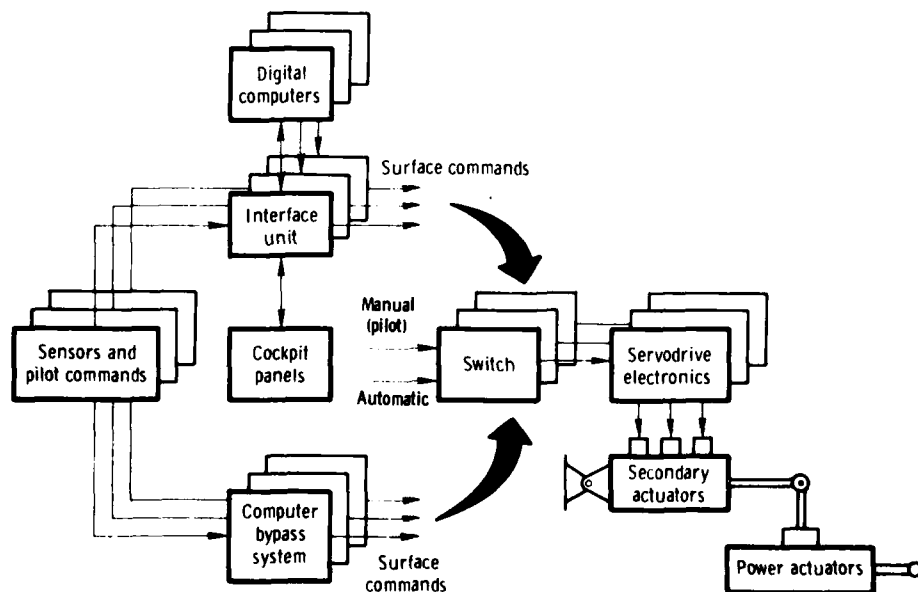 Digital
computers
Surface commands
Interface
unit
Manual
(pilot)
Sensors and
pilot commands
Cockpit
panels
Switch
Servodrive
electronics
Automatic
Secondary
actuators
Computer
bypass
system
Surface
commands
Power actuators